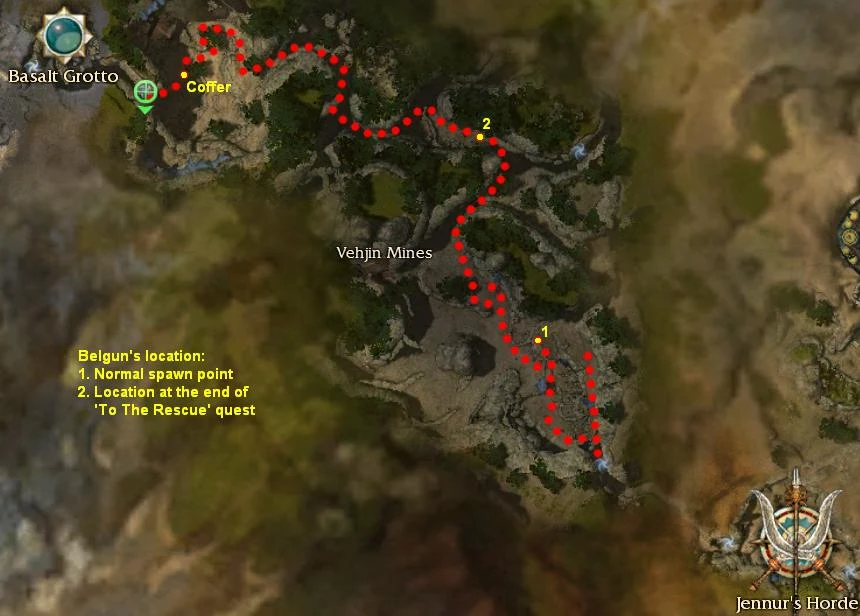 Basalt Grotto
Coffer
2
Vehjin Mines
1
Belgun's location:
1. Normal spawn point
2. Location at the end of
'To The Rescue' quest
Jennur's Horde